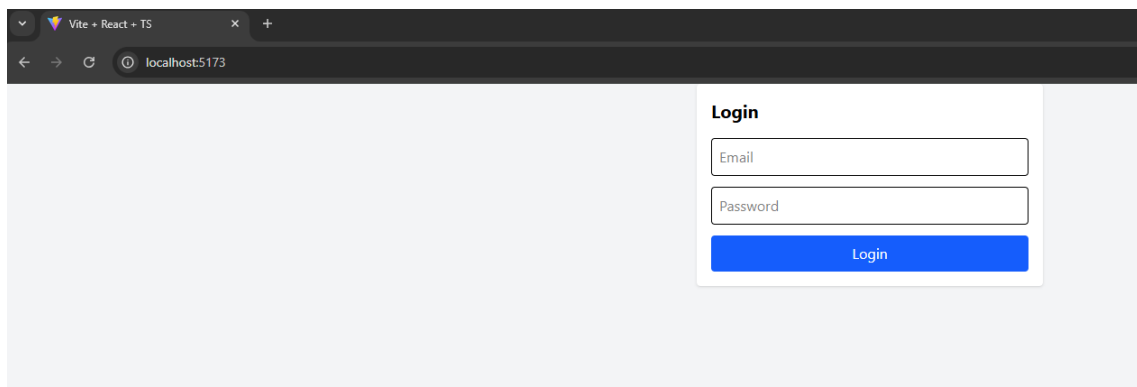 Vite + React + TS
localhost:5173
Login
Email
Password
Login